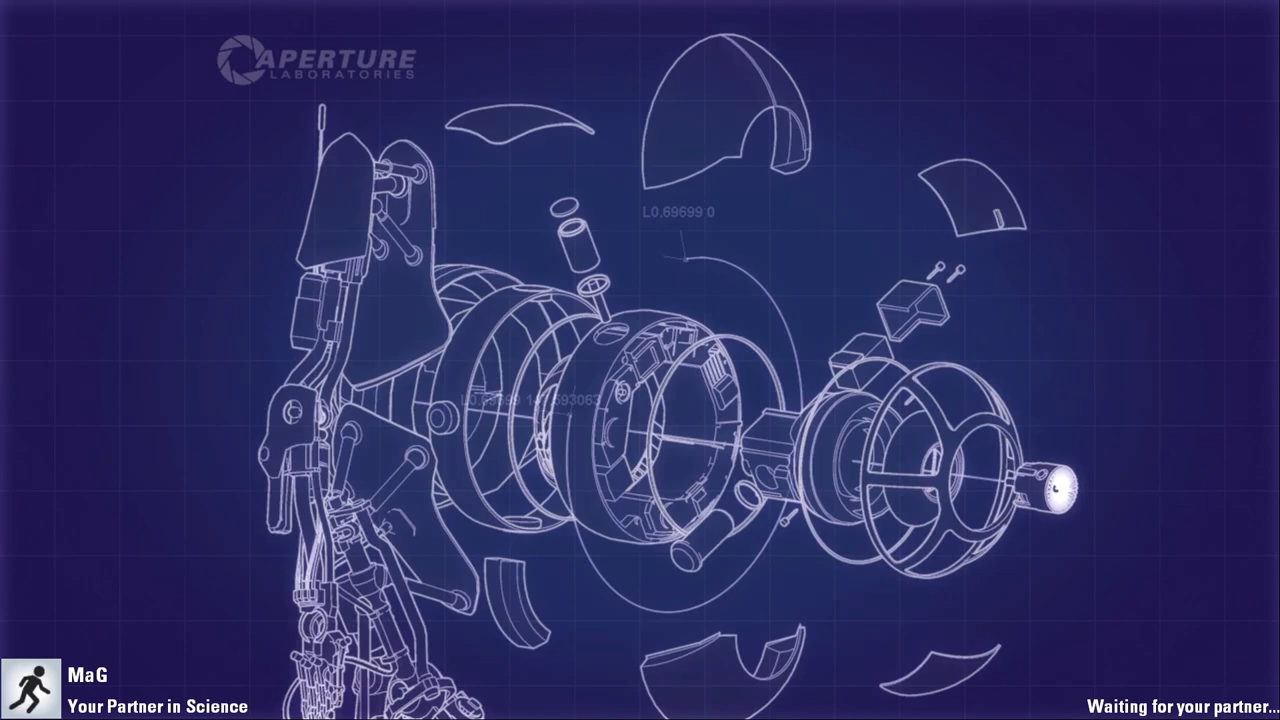 APERTURE
LABORATORIES
L0.69699 0
MaG
Your Partner in Science
Waiting for your partner...